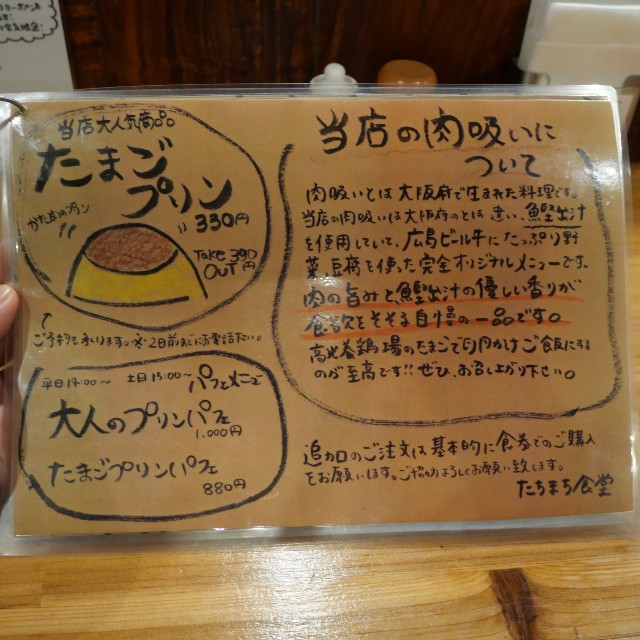 当店大人気商品
たまご
プリン
かためのプリン
330円
TAKE OUT 390円
ご予約も承ります。※2日前までにお電話下さい。
平日14:00〜 土日15:00〜 パフェメニュー
大人のプリンパフェ
1,000円
たまごプリンパフェ
880円
当店の肉吸いに
ついて
肉吸いとは大阪府で生まれた料理です。
当店の肉吸いは大阪府のとは違い、鰹出汁
を使用していて、広島ビール牛にたっぷり野
菜、豆腐を使った完全オリジナルメニューです。
肉の旨みと鰹出汁の優しい香りが
食欲をそそる自慢の一品です。
養鶏場のたまごで卵かけご飯にする
のが至高です!!ぜひ、お召し上がり下さい。
追加のご注文は基本的に食券でのご購入
をお願いします。ご協力よろしくお願い致します。
たちまち食堂